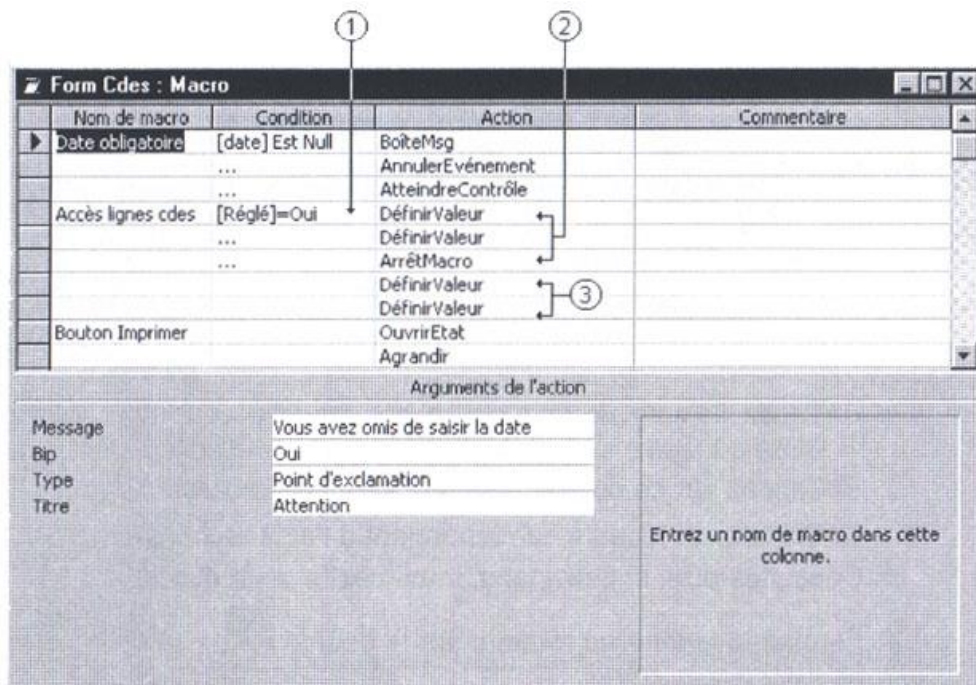 1 2
Form Cdes : Macro
Nom de macro Condition Action Commentaire
Date obligatoire [date] Est Null BoîteMsg
... AnnulerEvénement
... AtteindreContrôle
Accès lignes cdes [Réglé]=Oui DéfinirValeur
... DéfinirValeur
... ArrêtMacro
DéfinirValeur
3
DéfinirValeur
Bouton Imprimer OuvrirEtat
Agrandir
Arguments de l'action
Message Vous avez omis de saisir la date
Bip Oui
Type Point d'exclamation
Titre Attention
Entrez un nom de macro dans cette
colonne.